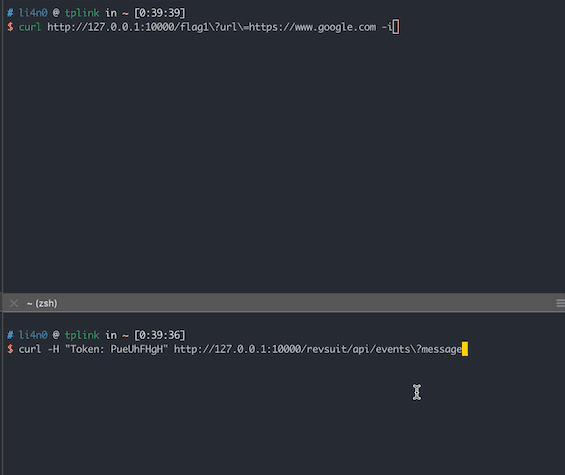 # li4n0 @ tplink in ~ [0:39:39]
$ curl http://127.0.0.1:10000/flag1\?url\=https://www.google.com -i
~ (zsh)
# li4n0 @ tplink in ~ [0:39:36]
$ curl -H "Token: PueUhFHgH" http://127.0.0.1:10000/revsuit/api/events\?message